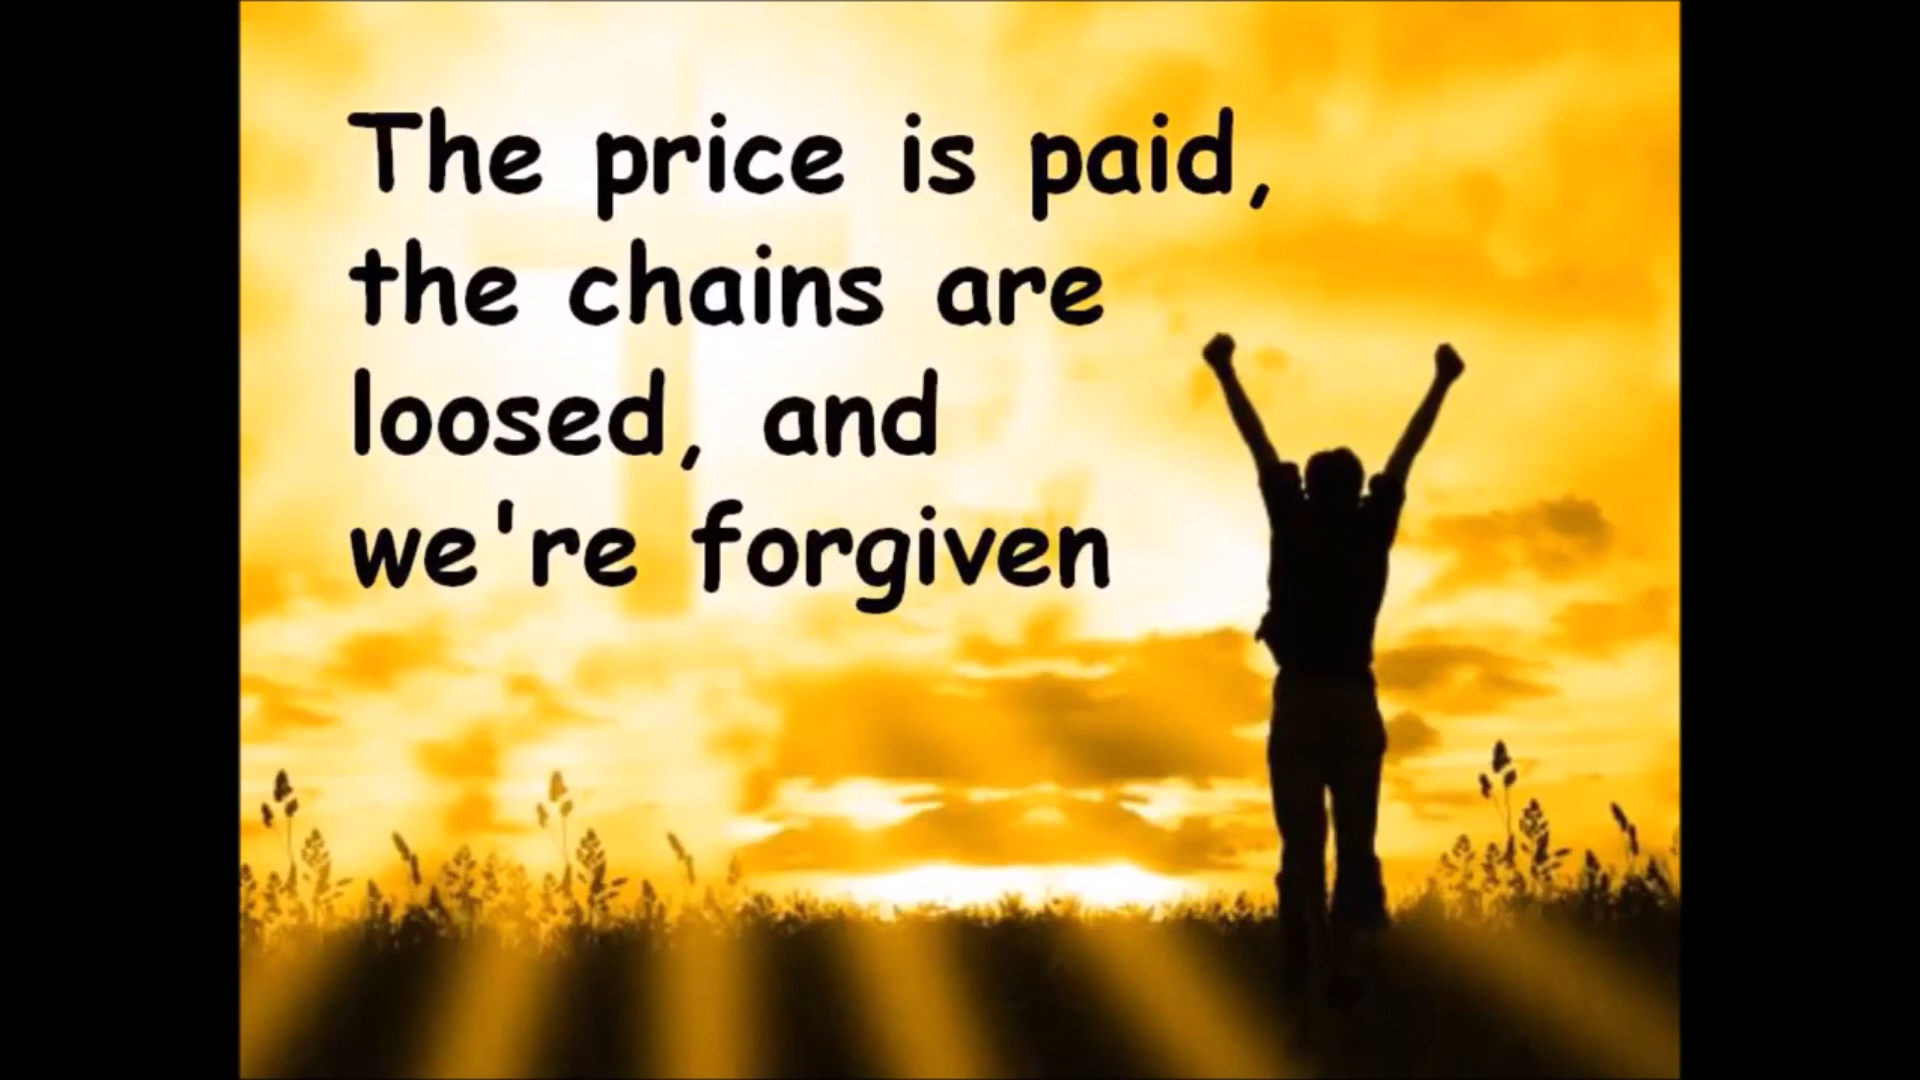 The price is paid,
the chains are
loosed, and
we're forgiven